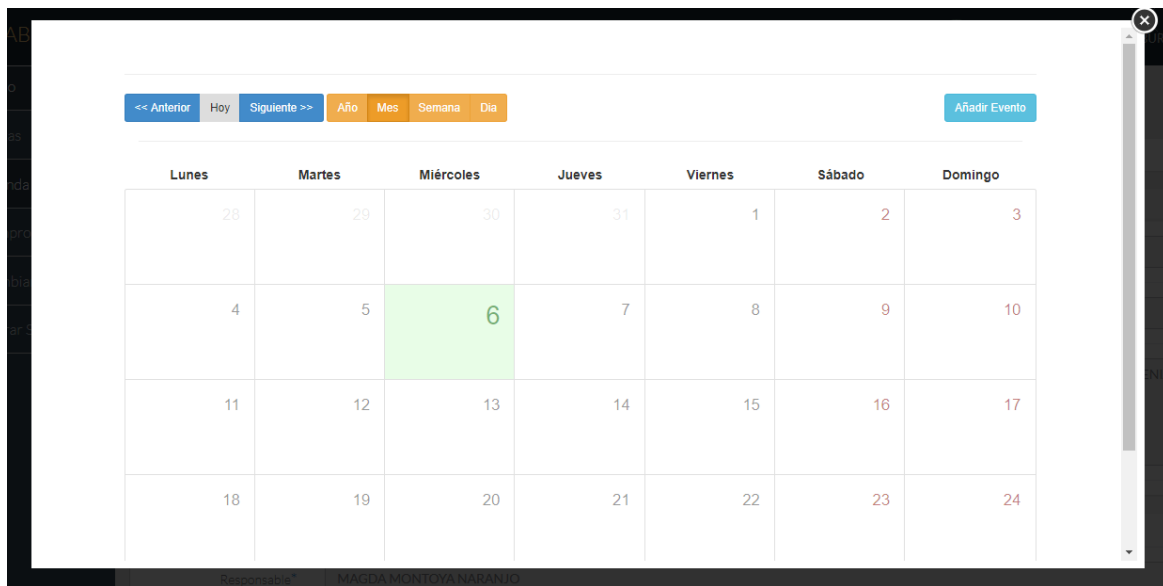 << Anterior Hoy Siguiente >> Año Mes Semana Dia Añadir Evento
Lunes Martes Miércoles Jueves Viernes Sábado Domingo
28 29 30 31 1 2 3
4 5 6 7 8 9 10
11 12 13 14 15 16 17
18 19 20 21 22 23 24
Responsable* MAGDA MONTOYA NARANJO